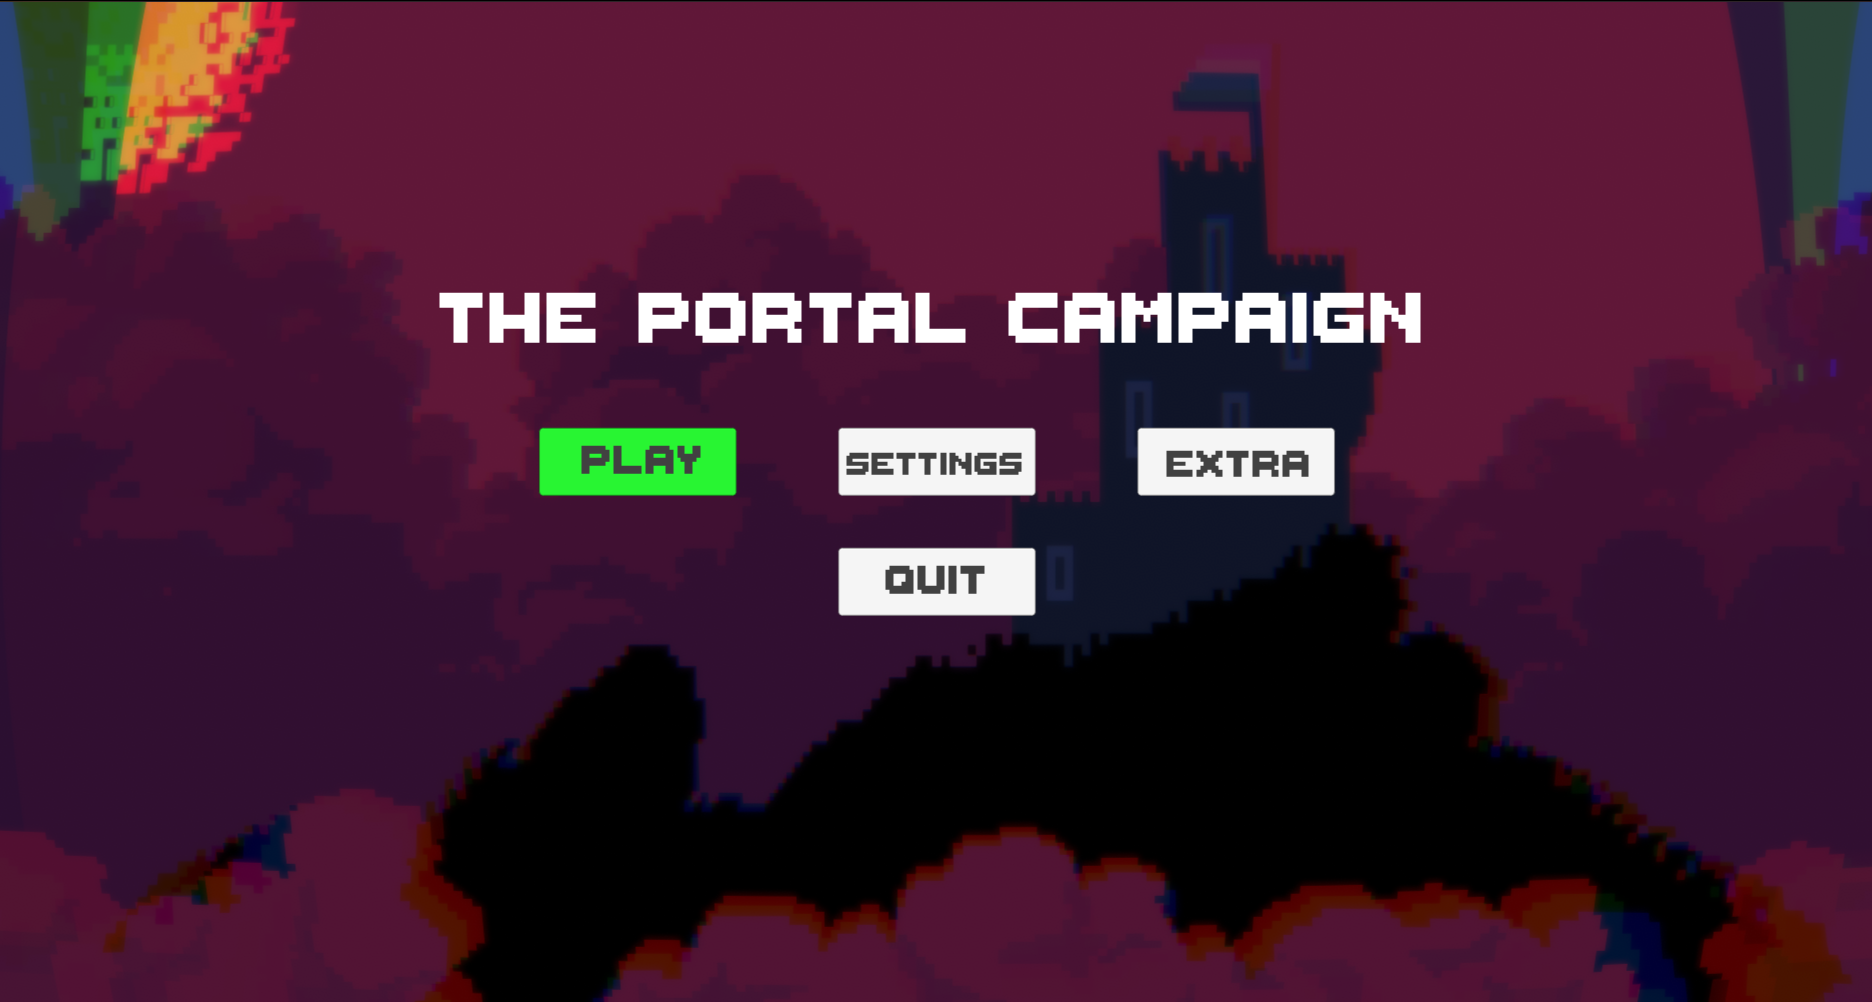 THE PORTAL CAMPAIGN
PLAY
SETTINGS
EXTRA
QUIT